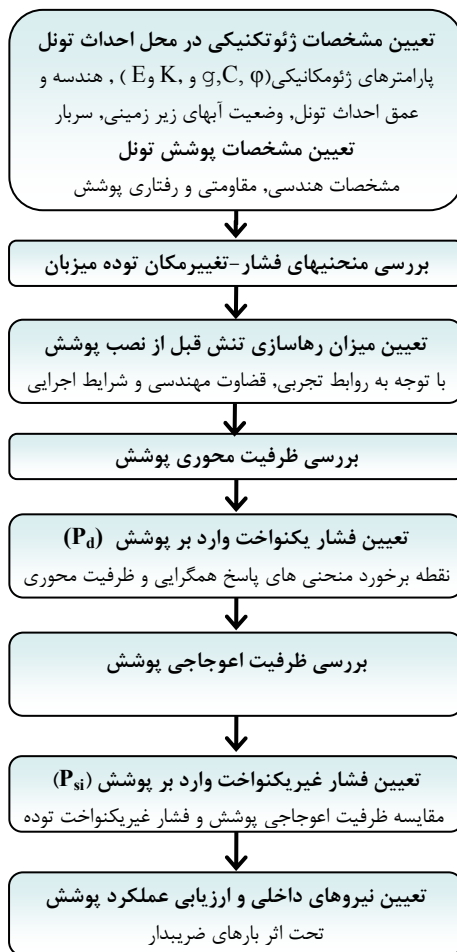 تعیین مشخصات ژئوتکنیکی در محل احداث تونل
پارامترهای ژئومکانیکی(g,C, φ و K, و E ) , هندسه و
عمق احداث تونل, وضعیت آبهای زیر زمینی, سربار
تعیین مشخصات پوشش تونل
مشخصات هندسی, مقاومتی و رفتاری پوشش
بررسی منحنیهای فشار-تغییرمکان توده میزبان
تعیین میزان رهاسازی تنش قبل از نصب پوشش
با توجه به روابط تجربی, قضاوت مهندسی و شرایط اجرایی
بررسی ظرفیت محوری پوشش
تعیین فشار یکنواخت وارد بر پوشش (Pd)
نقطه برخورد منحنی های پاسخ همگرایی و ظرفیت محوری
بررسی ظرفیت اعوجاجی پوشش
تعیین فشار غیریکنواخت وارد بر پوشش (Psi)
مقایسه ظرفیت اعوجاجی پوشش و فشار غیریکنواخت توده
تعیین نیروهای داخلی و ارزیابی عملکرد پوشش
تحت اثر بارهای ضریبدار